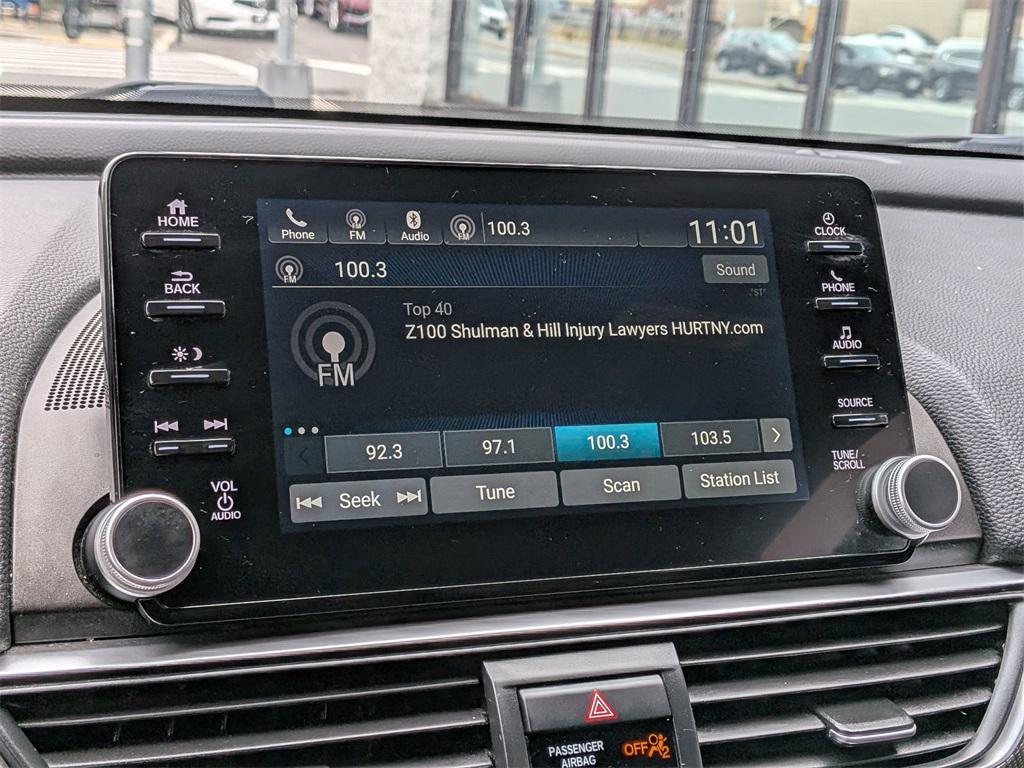 HOME
BACK
VOL
AUDIO
Phone
FM
Audio
100.3
11:01
FM
100.3
Sound
Top 40
Z100 Shulman & Hill Injury Lawyers HURTNY.com
FM
92.3
97.1
100.3
103.5
Seek
Tune
Scan
Station List
CLOCK
PHONE
AUDIO
SOURCE
TUNE/
SCROLL
PASSENGER
AIRBAG
OFF
2